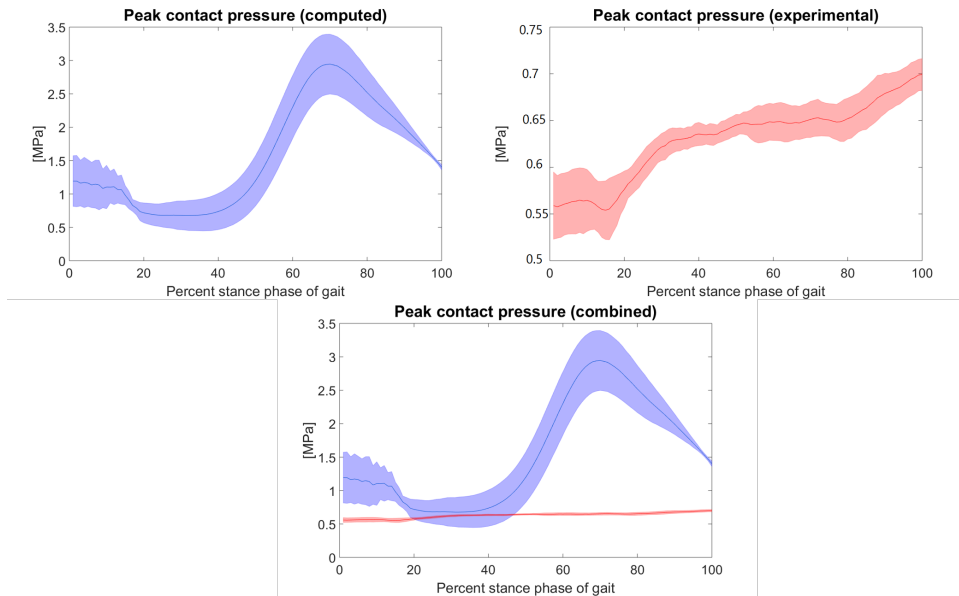 Peak contact pressure (computed)
[MPa]
3.5
3
2.5
2
1.5
1
0.5
0
0 20 40 60 80 100
Percent stance phase of gait
Peak contact pressure (experimental)
[MPa]
0.75
0.7
0.65
0.6
0.55
0.5
0 20 40 60 80 100
Percent stance phase of gait
Peak contact pressure (combined)
[MPa]
3.5
3
2.5
2
1.5
1
0.5
0
0 20 40 60 80 100
Percent stance phase of gait